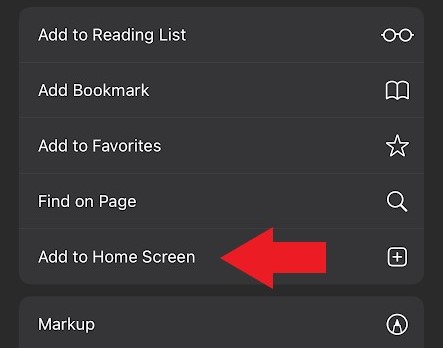 Add to Reading List
Add Bookmark
Add to Favorites
Find on Page
Add to Home Screen
Markup